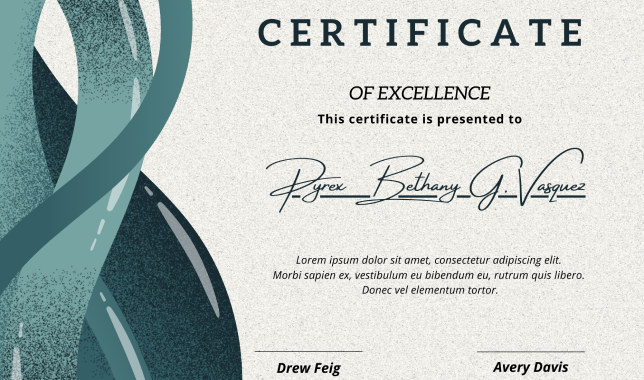 CERTIFICATE
OF EXCELLENCE
This certificate is presented to
Pyrex Bethany G. Vasquez
Lorem ipsum dolor sit amet, consectetur adipiscing elit.
Morbi sapien ex, vestibulum eu bibendum eu, rutrum quis libero.
Donec vel elementum tortor.
Drew Feig
Avery Davis